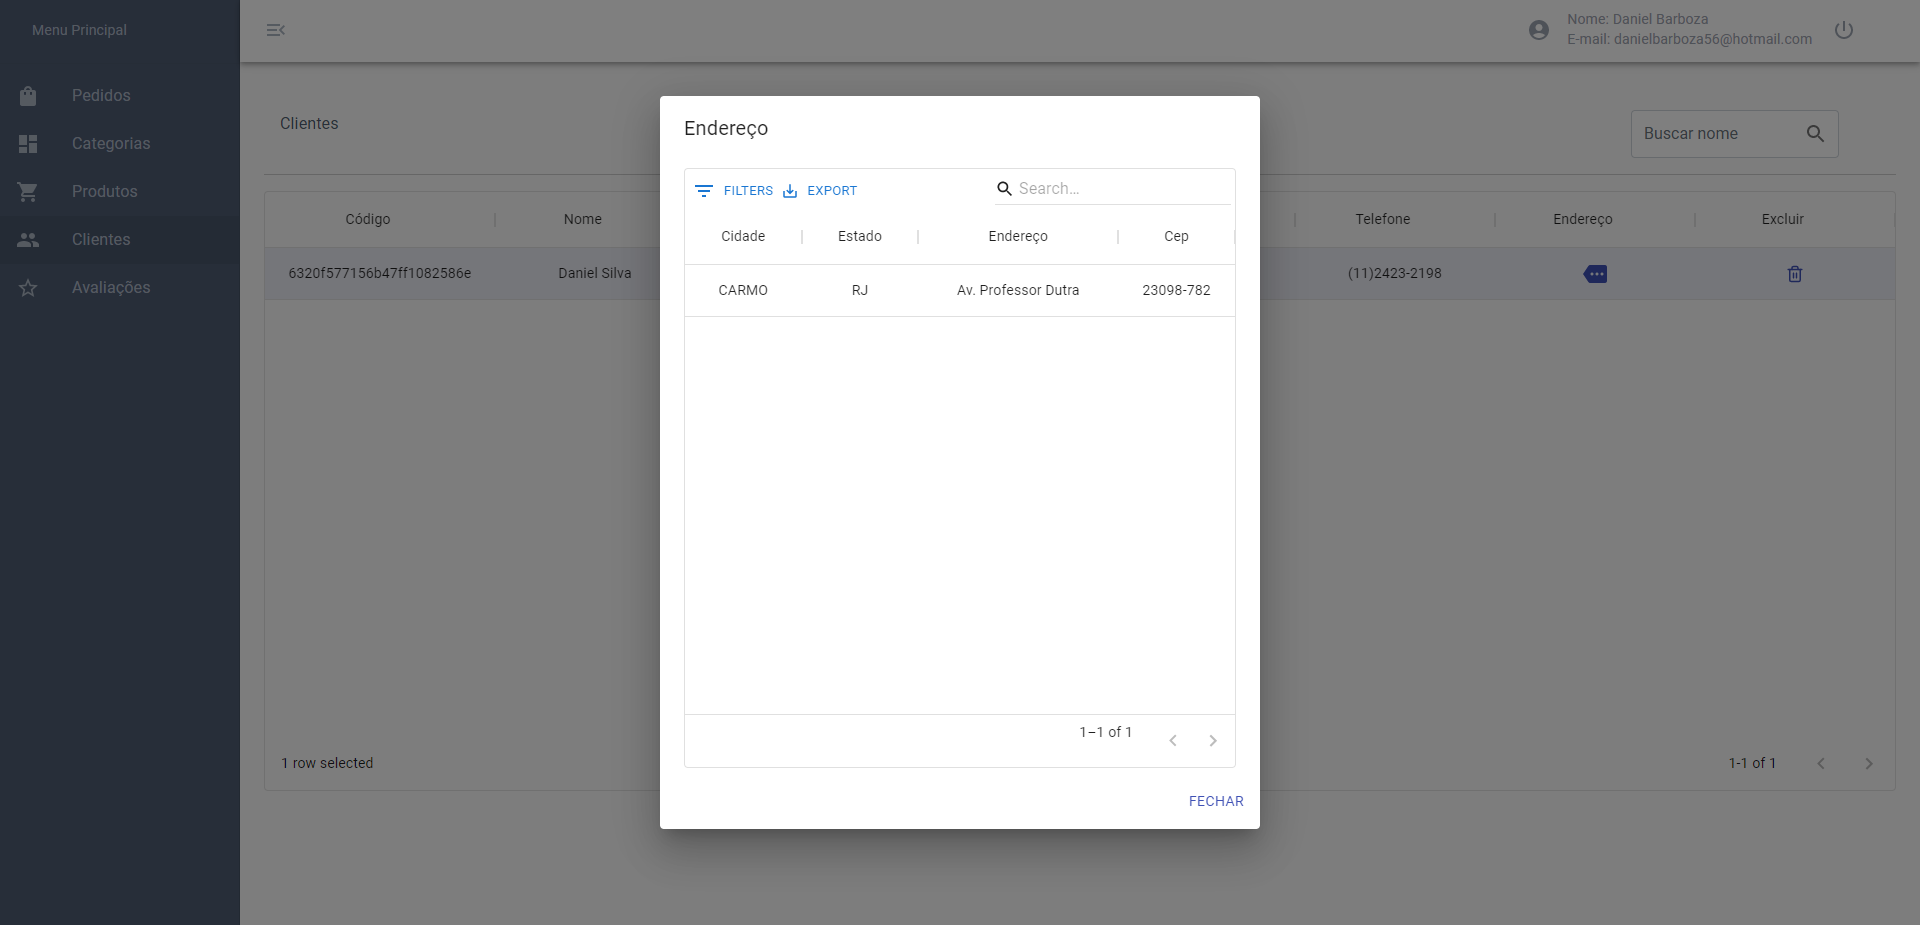 Menu Principal
Pedidos
Categorias
Produtos
Clientes
Avaliações
Nome: Daniel Barboza
E-mail: danielbarboza56@hotmail.com
Clientes
Buscar nome
Código Nome Telefone Endereço Excluir
6320f577156b47ff1082586e Daniel Silva (11)2423-2198
1 row selected
1-1 of 1
Endereço
FILTERS EXPORT Search…
Cidade Estado Endereço Cep
CARMO RJ Av. Professor Dutra 23098-782
1–1 of 1
FECHAR